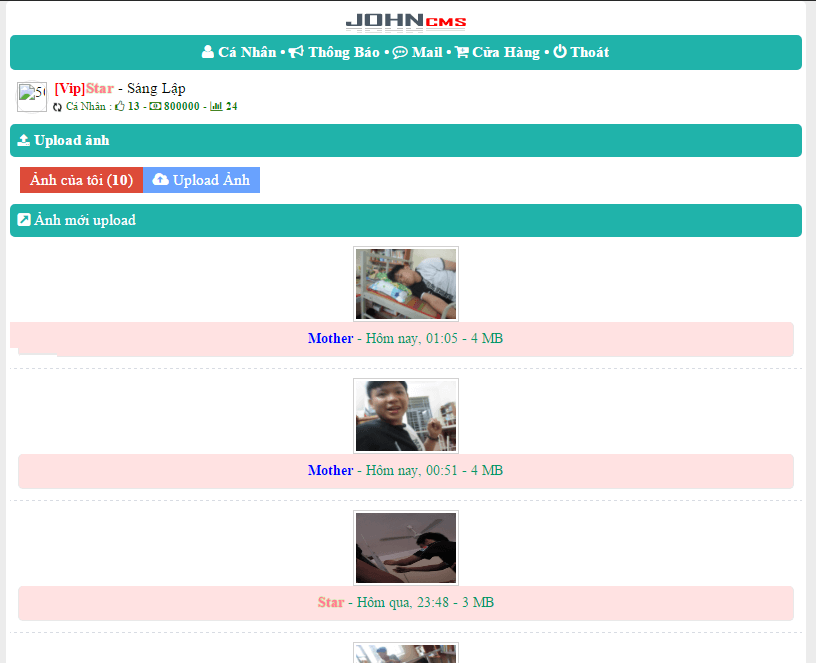 JOHNCMS
Cá Nhân • Thông Báo • Mail • Cửa Hàng • Thoát
[Vip]Star - Sáng Lập
Cá Nhân : 13 - 800000 - 24
Upload ảnh
Ảnh của tôi (10) Upload Ảnh
Ảnh mới upload
Mother - Hôm nay, 01:05 - 4 MB
Mother - Hôm nay, 00:51 - 4 MB
Star - Hôm qua, 23:48 - 3 MB